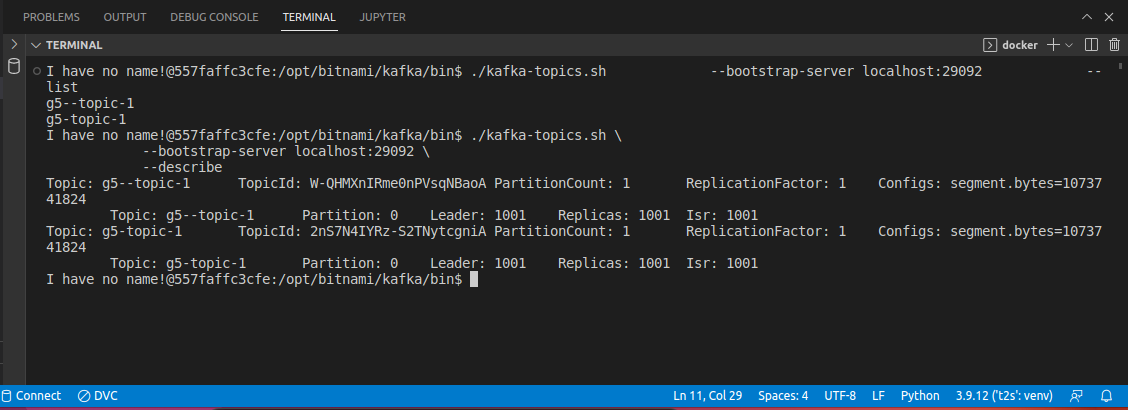 PROBLEMS OUTPUT DEBUG CONSOLE TERMINAL JUPYTER
TERMINAL docker
I have no name!@557faffc3cfe:/opt/bitnami/kafka/bin$ ./kafka-topics.sh --bootstrap-server localhost:29092 --
list
g5--topic-1
g5-topic-1
I have no name!@557faffc3cfe:/opt/bitnami/kafka/bin$ ./kafka-topics.sh \
--bootstrap-server localhost:29092 \
--describe
Topic: g5--topic-1 TopicId: W-QHMXnIRme0nPVsqNBaoA PartitionCount: 1 ReplicationFactor: 1 Configs: segment.bytes=10737
41824
Topic: g5--topic-1 Partition: 0 Leader: 1001 Replicas: 1001 Isr: 1001
Topic: g5-topic-1 TopicId: 2nS7N4IYRz-S2TNytcgniA PartitionCount: 1 ReplicationFactor: 1 Configs: segment.bytes=10737
41824
Topic: g5-topic-1 Partition: 0 Leader: 1001 Replicas: 1001 Isr: 1001
I have no name!@557faffc3cfe:/opt/bitnami/kafka/bin$
Connect DVC Ln 11, Col 29 Spaces: 4 UTF-8 LF Python 3.9.12 ('t2s': venv)